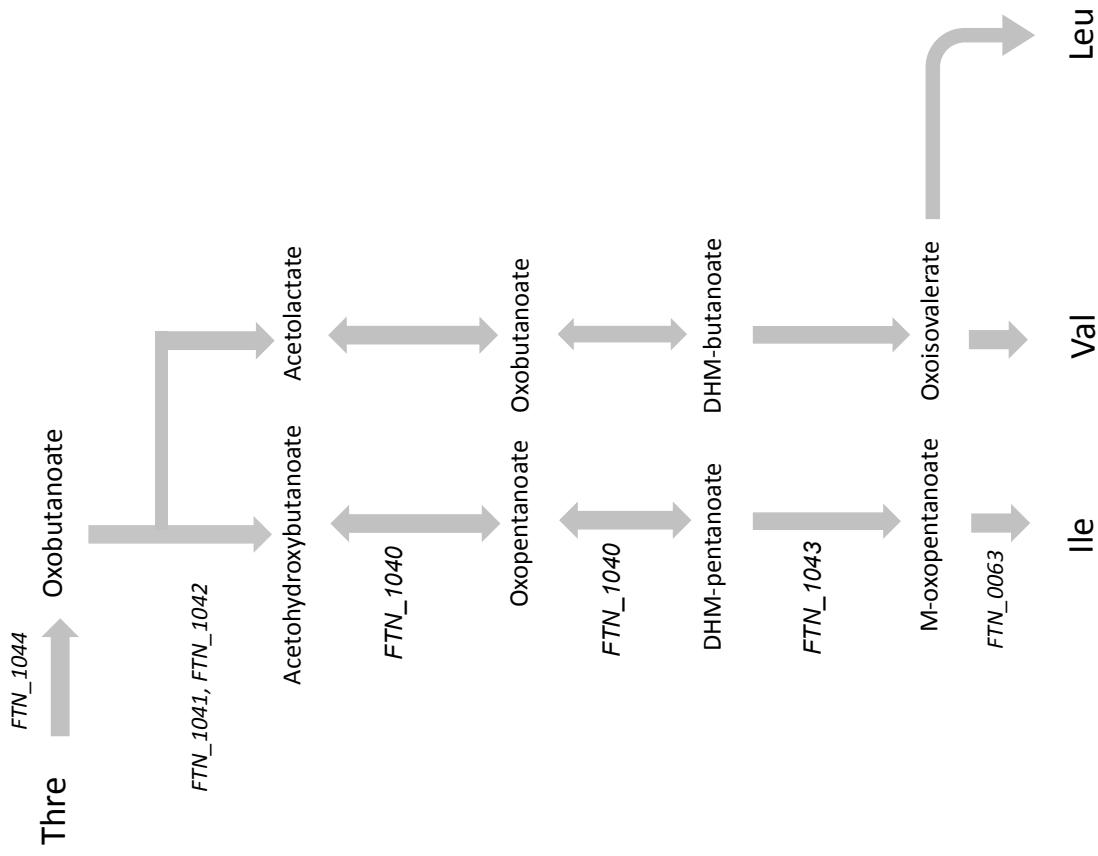 FTN_1044
Thre
Oxobutanoate
FTN_1041, FTN_1042
Acetohydroxybutanoate
Acetolactate
FTN_1040
Oxopentanoate
Oxobutanoate
FTN_1040
DHM-pentanoate
DHM-butanoate
FTN_1043
M-oxopentanoate
Oxoisovalerate
FTN_0063
Ile
Val
Leu